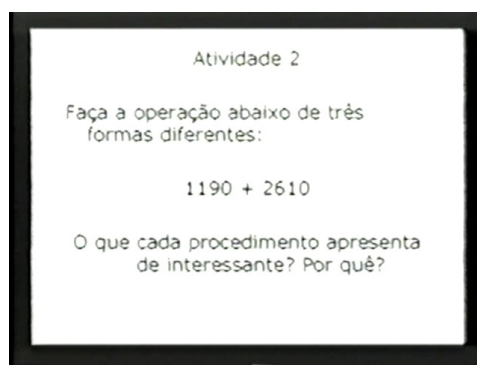 Atividade 2
Faça a operação abaixo de três
formas diferentes:
1190 + 2610
O que cada procedimento apresenta
de interessante? Por quê?